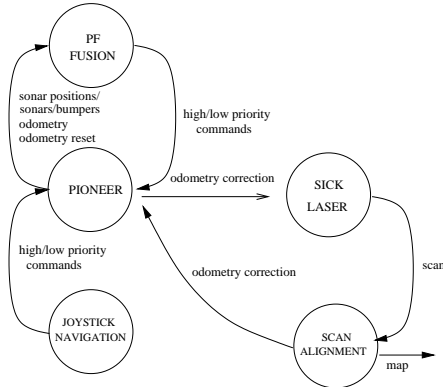 PF
FUSION
sonar positions/
sonars/bumpers
odometry
odometry reset
high/low priority
commands
PIONEER
odometry correction
SICK
LASER
high/low priority
commands
odometry correction
scan
JOYSTICK
NAVIGATION
SCAN
ALIGNMENT
map